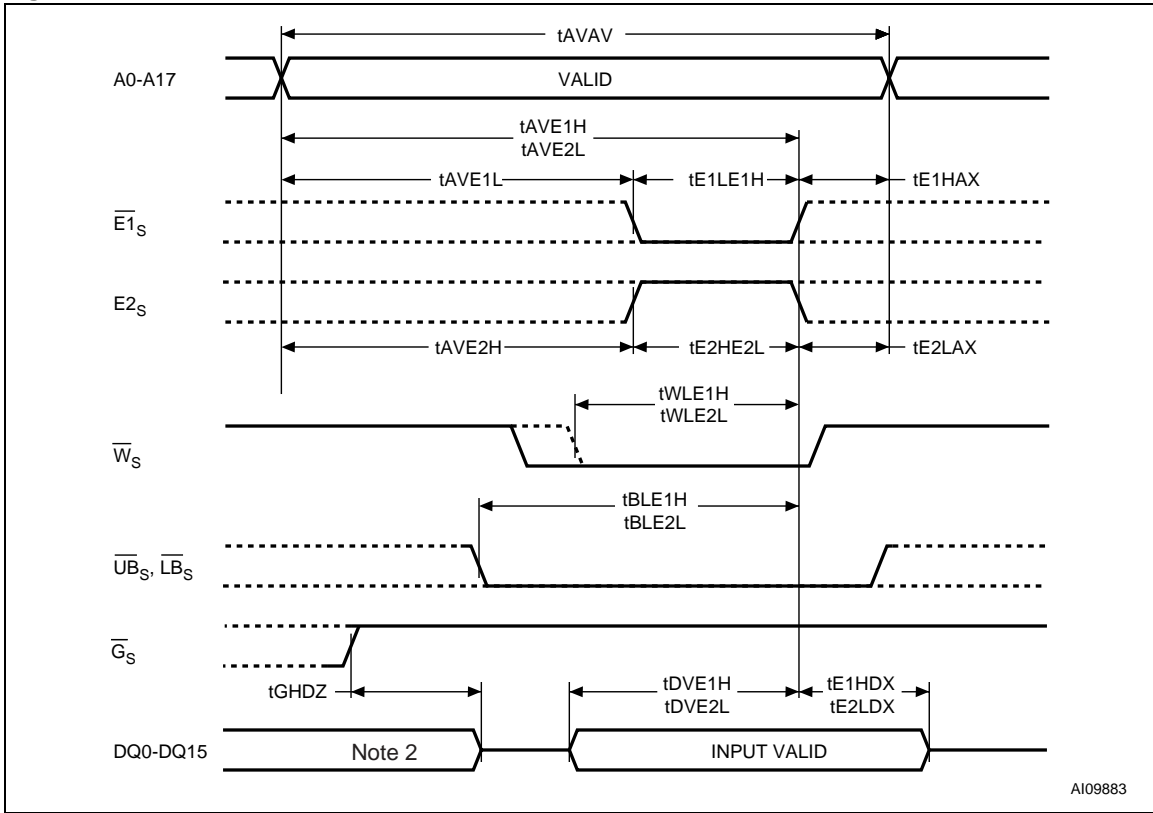 tAVAV
A0-A17
VALID
tAVE1H
tAVE2L
tAVE1L
tE1LE1H
tE1HAX
E1S
E2S
tAVE2H
tE2HE2L
tE2LAX
tWLE1H
tWLE2L
WS
tBLE1H
tBLE2L
UBS, LBS
GS
tGHDZ
tDVE1H
tDVE2L
tE1HDX
tE2LDX
DQ0-DQ15
Note 2
INPUT VALID
AI09883